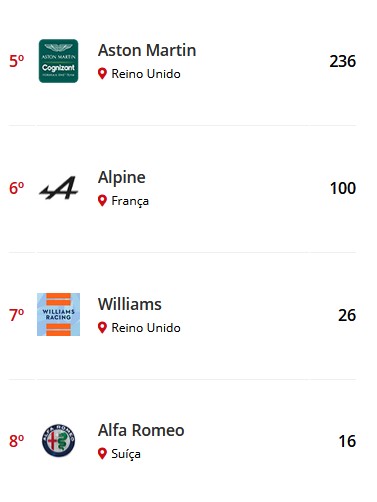 5º
ASTON MARTIN
Cognizant
Aston Martin
Reino Unido
236
6º
Alpine
França
100
7º
WILLIAMS
RACING
Williams
Reino Unido
26
8º
Alfa Romeo
Suíça
16